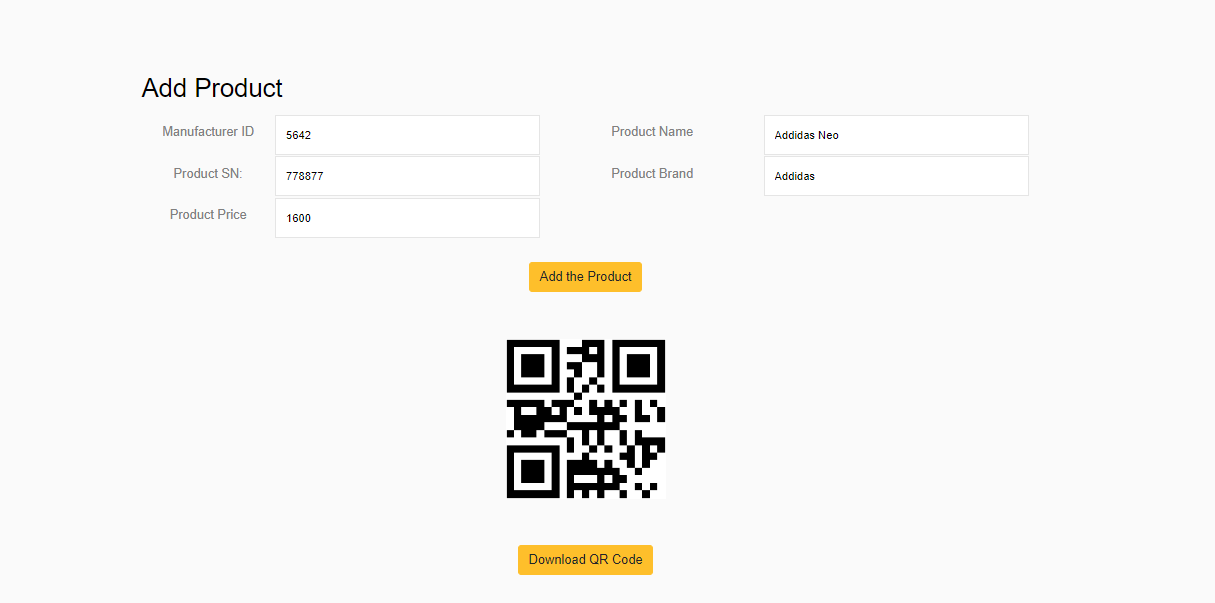 Add Product
Manufacturer ID 5642 Product Name Addidas Neo
Product SN: 778877 Product Brand Addidas
Product Price 1600
Add the Product
Download QR Code